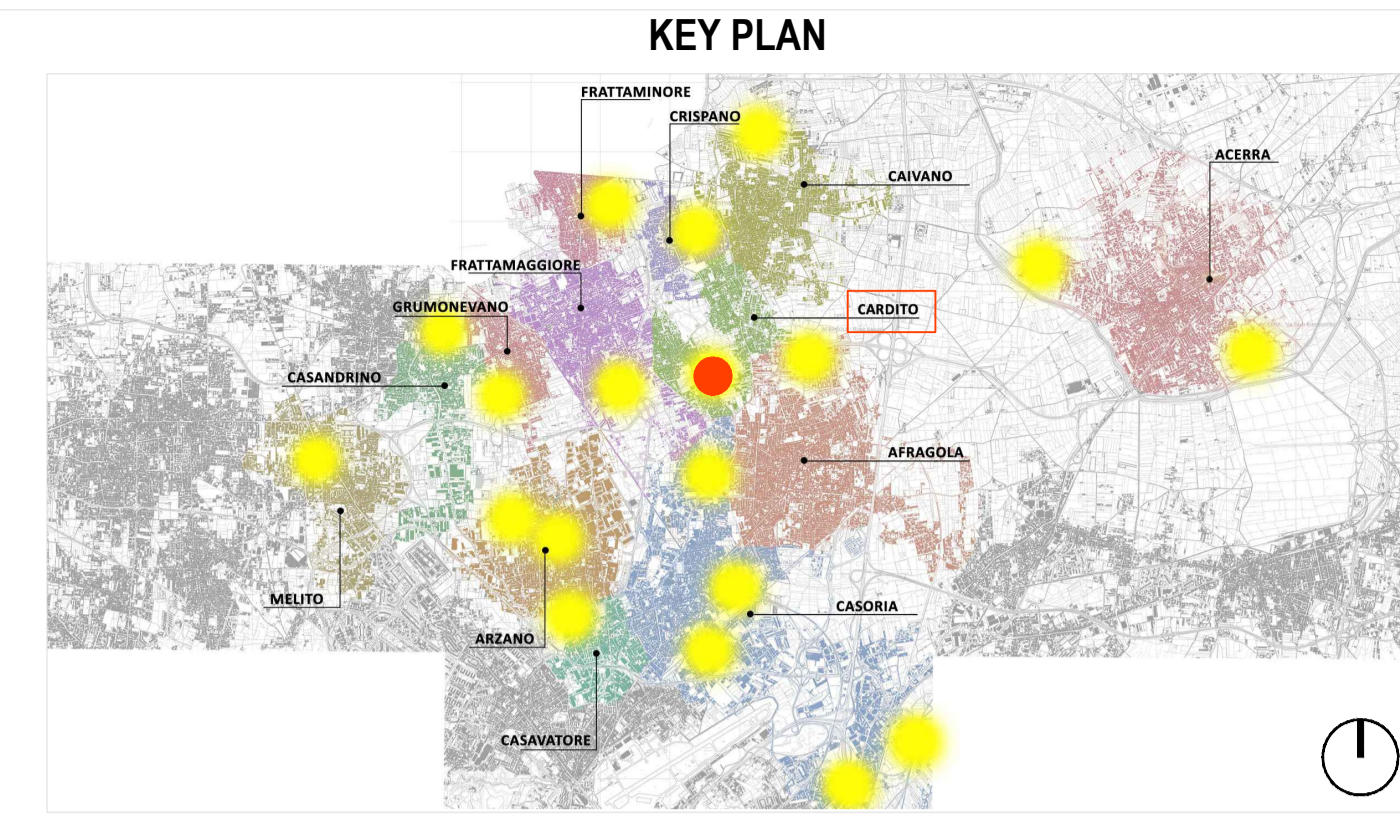 KEY PLAN
FRATTAMINORE
CRISPANO
ACERRA
CAIVANO
FRATTAMAGGIORE
GRUMONEVANO
CARDITO
CASANDRINO
AFRAGOLA
MELITO
CASORIA
ARZANO
CASAVATORE